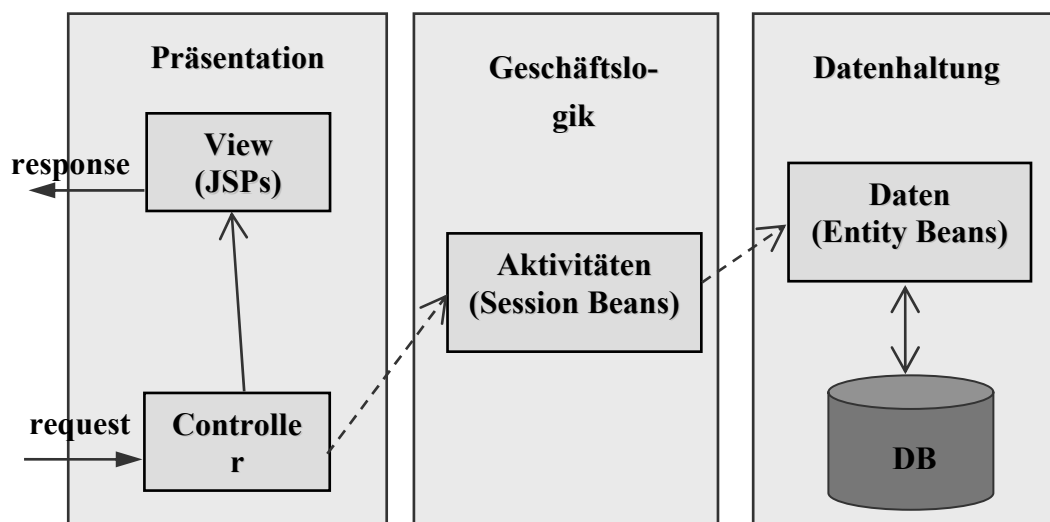 Präsentation
View
(JSPs)
response
request
Controlle
r
Geschäftslo-
gik
Aktivitäten
(Session Beans)
Datenhaltung
Daten
(Entity Beans)
DB